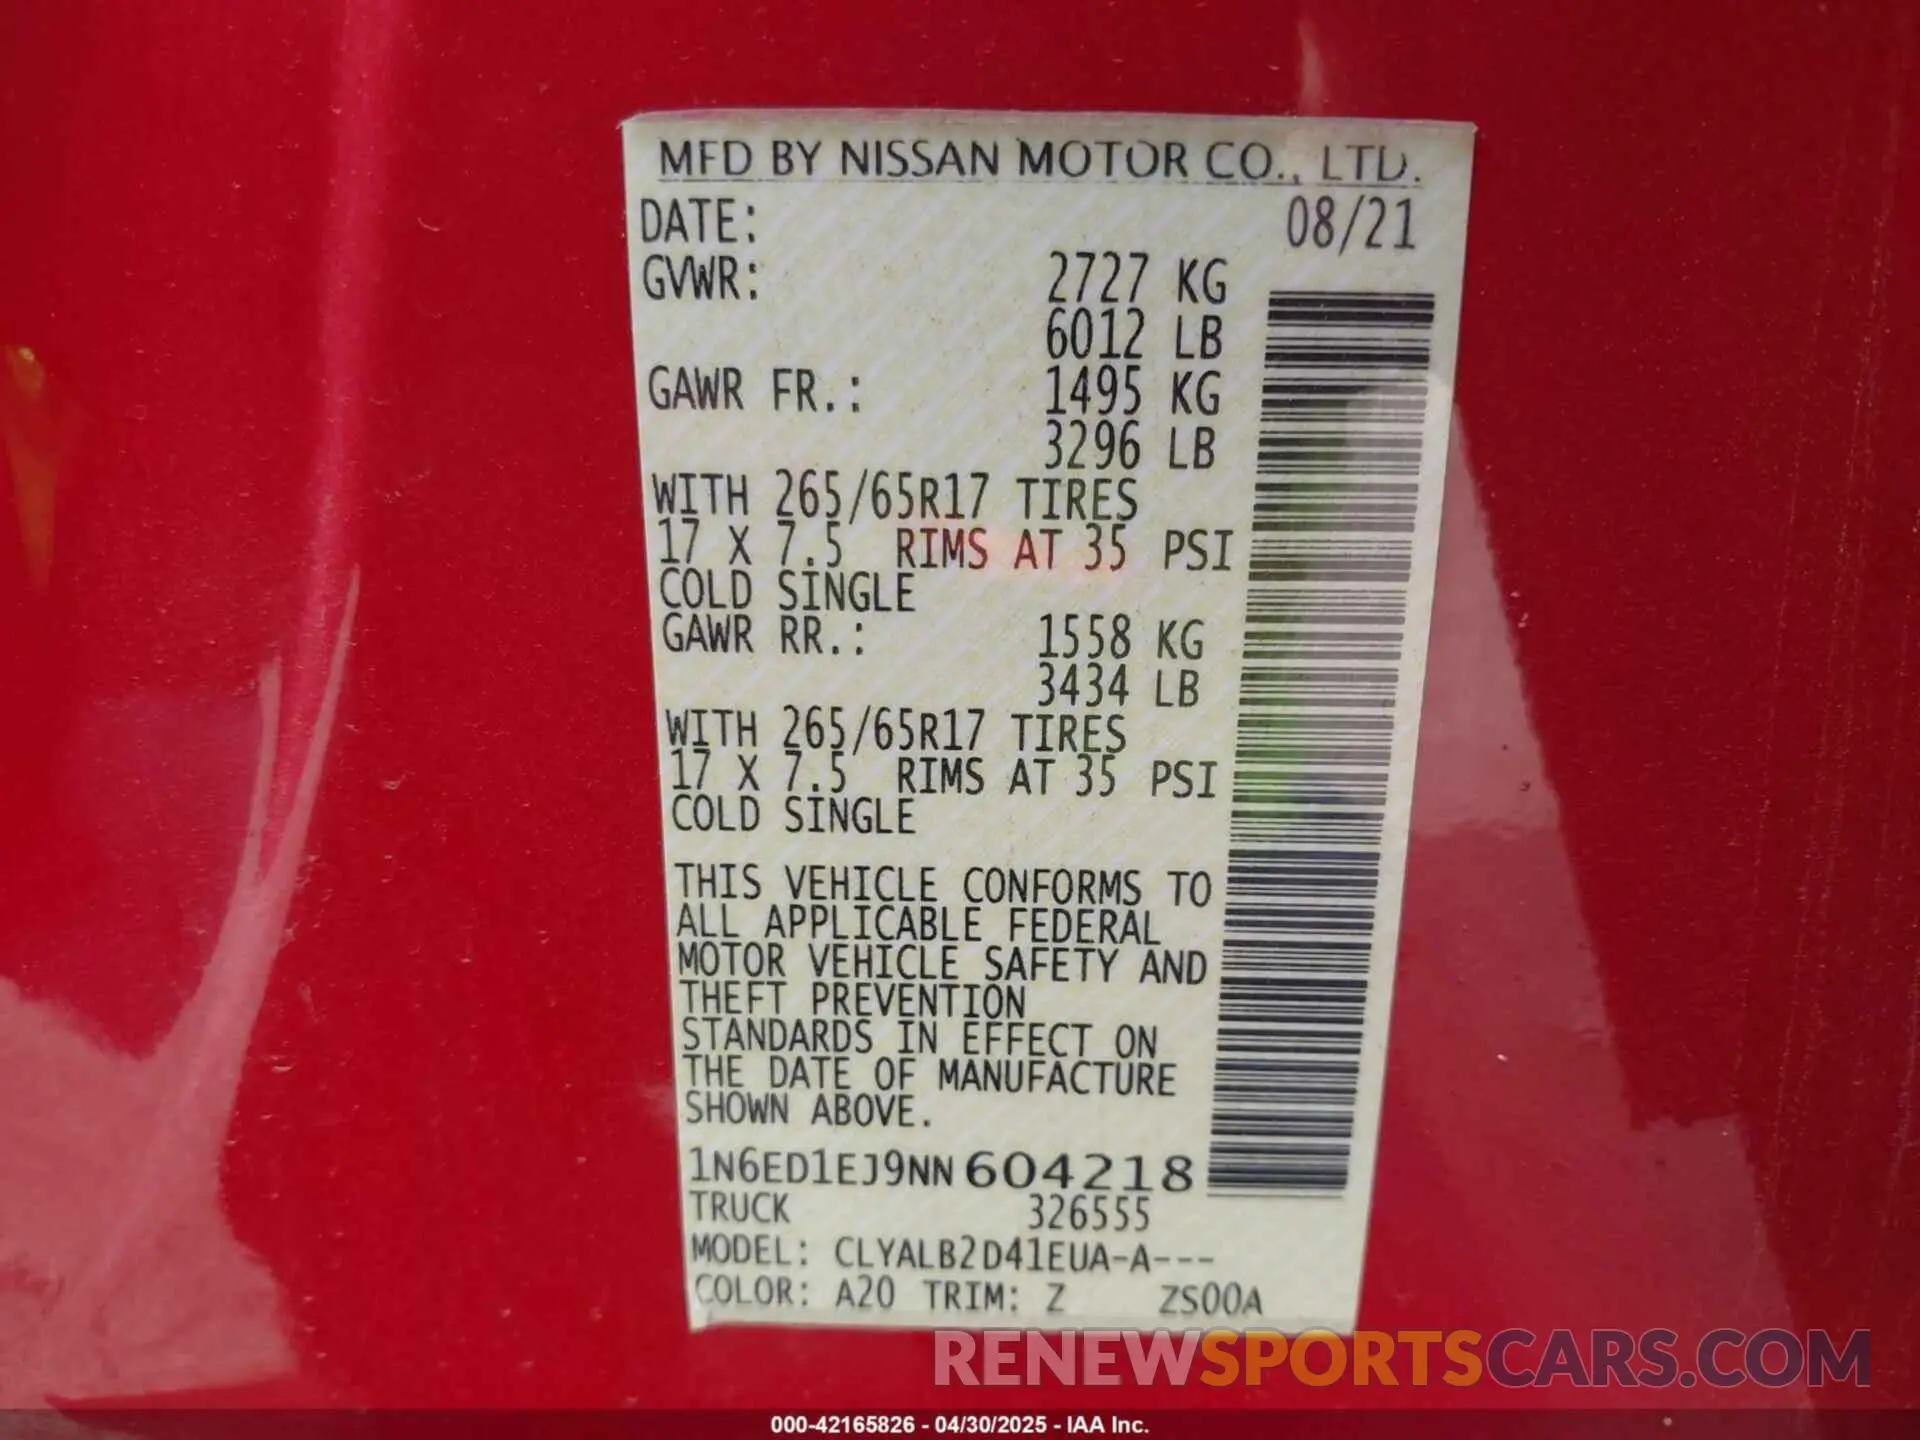 MFD BY NISSAN MOTOR CO., LTD.
DATE: 08/21
GVWR: 2727 KG
6012 LB
GAWR FR.: 1495 KG
3296 LB
WITH 265/65R17 TIRES
17 X 7.5 RIMS AT 35 PSI
COLD SINGLE
GAWR RR.: 1558 KG
3434 LB
WITH 265/65R17 TIRES
17 X 7.5 RIMS AT 35 PSI
COLD SINGLE
THIS VEHICLE CONFORMS TO
ALL APPLICABLE FEDERAL
MOTOR VEHICLE SAFETY AND
THEFT PREVENTION
STANDARDS IN EFFECT ON
THE DATE OF MANUFACTURE
SHOWN ABOVE.
1N6ED1EJ9NN604218
TRUCK 326555
MODEL: CLYALB2D41EUA-A---
COLOR: A20 TRIM: Z ZS00A
RENEWSPORTSCARS.COM
000-42165826 - 04/30/2025 - IAA Inc.